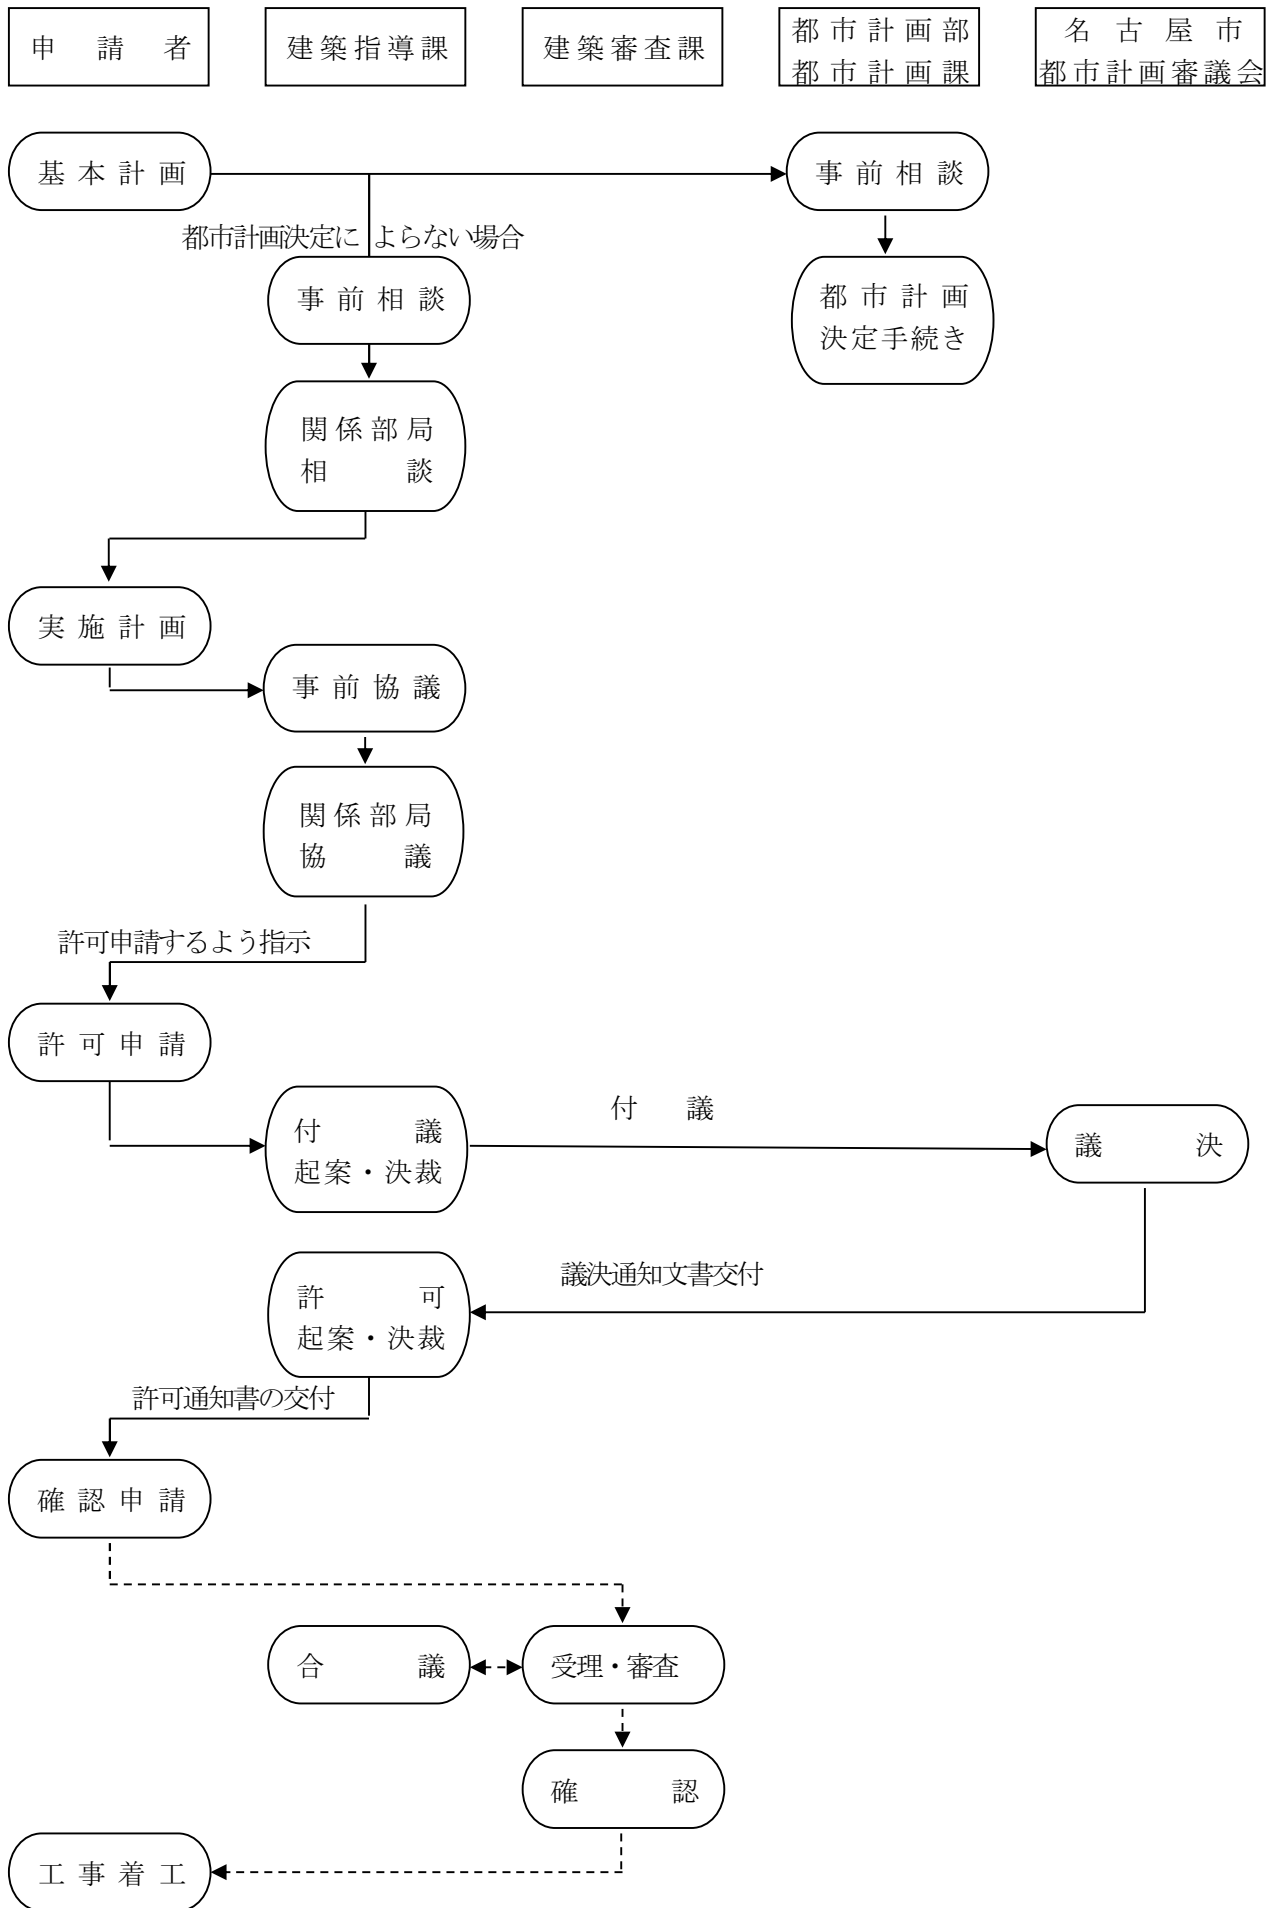 申請者
建築指導課
建築審査課
都市計画部
都市計画課
名古屋市
都市計画審議会
基本計画
事前相談
都市計画決定によらない場合
事前相談
都市計画
決定手続き
関係部局
相談
実施計画
事前協議
関係部局
協議
許可申請するよう指示
許可申請
付議
起案・決裁
付議
議決
許可
起案・決裁
議決通知文書交付
許可通知書の交付
確認申請
合議
受理・審査
確認
工事着工